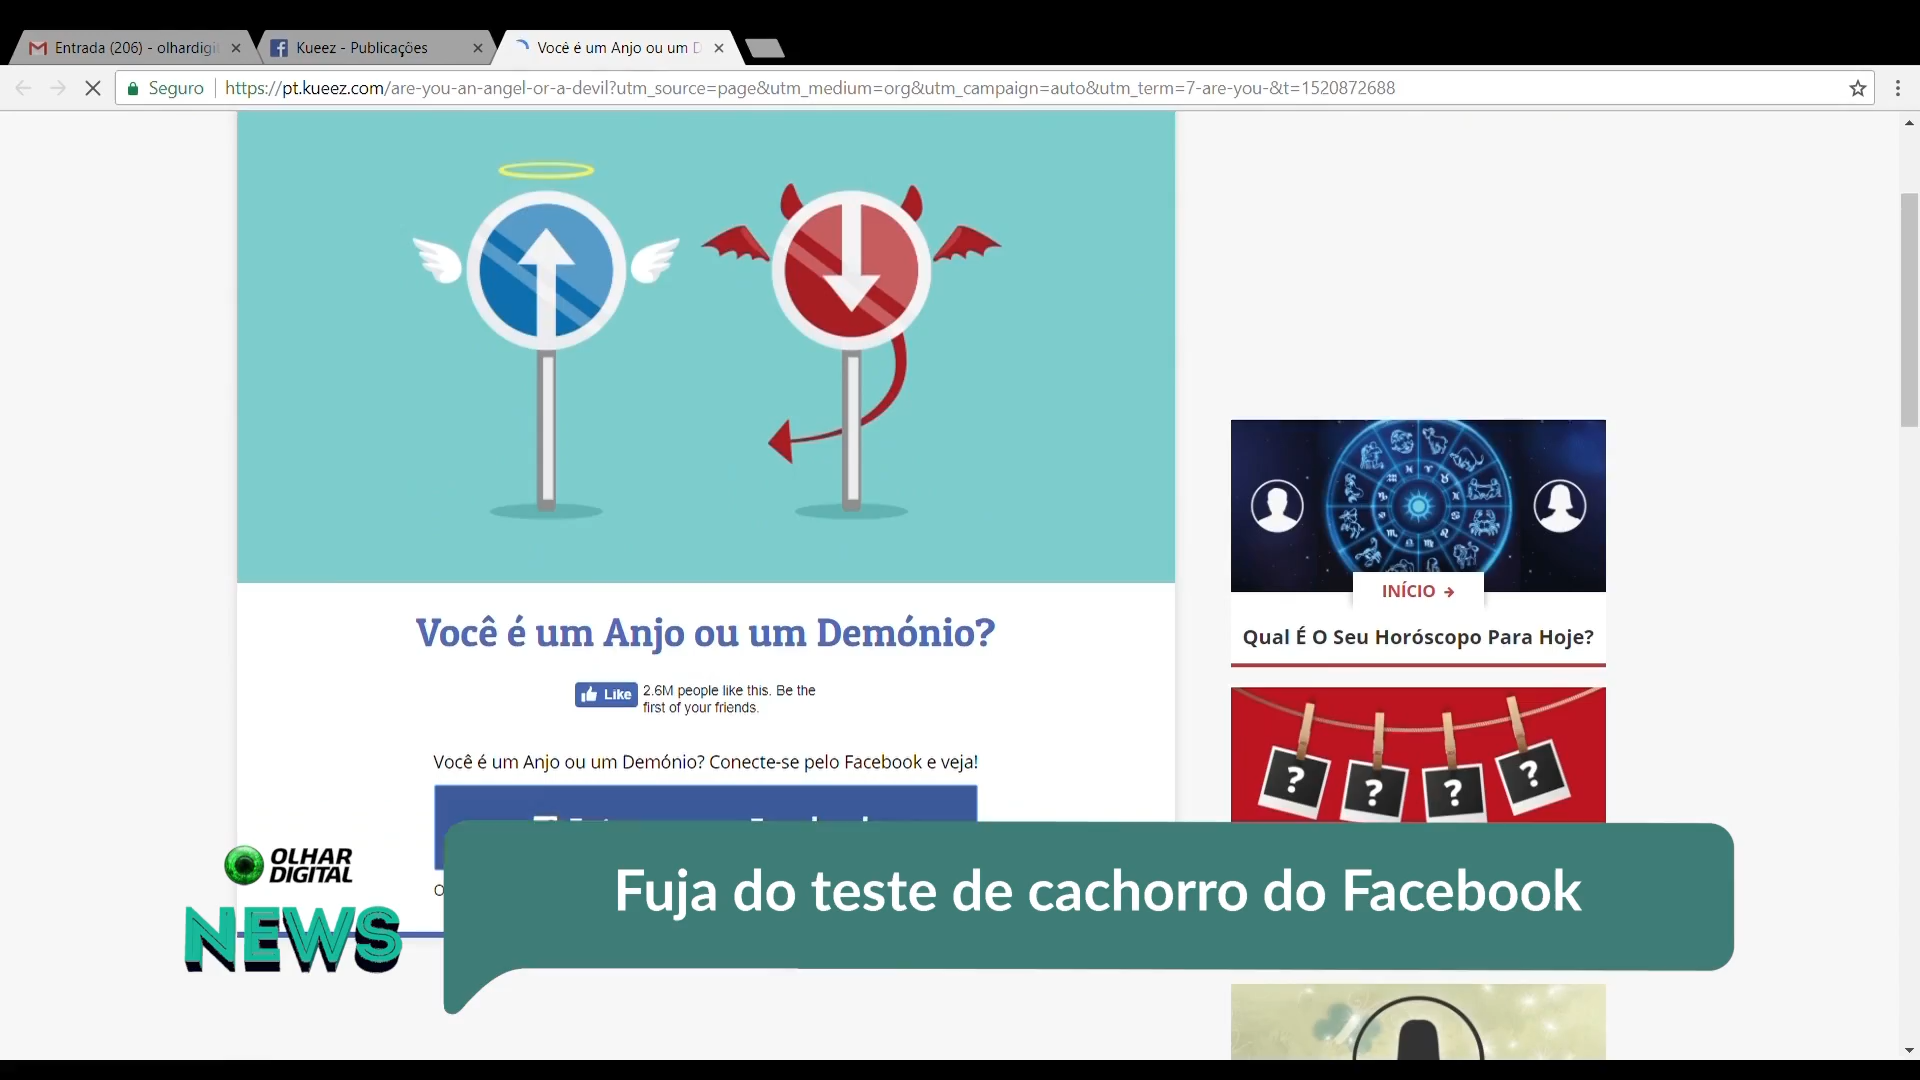 Entrada (206) - olhardigi
Kueez - Publicações
Você é um Anjo ou um D
Seguro
https://pt.kueez.com/are-you-an-angel-or-a-devil?utm_source=page&utm_medium=org&utm_campaign=auto&utm_term=7-are-you-&t=1520872688
Você é um Anjo ou um Demónio?
Like
2.6M people like this. Be the
first of your friends.
Você é um Anjo ou um Demónio? Conecte-se pelo Facebook e veja!
INÍCIO
Qual É O Seu Horóscopo Para Hoje?
? ? ? ?
OLHAR
DIGITAL
NEWS
Fuja do teste de cachorro do Facebook